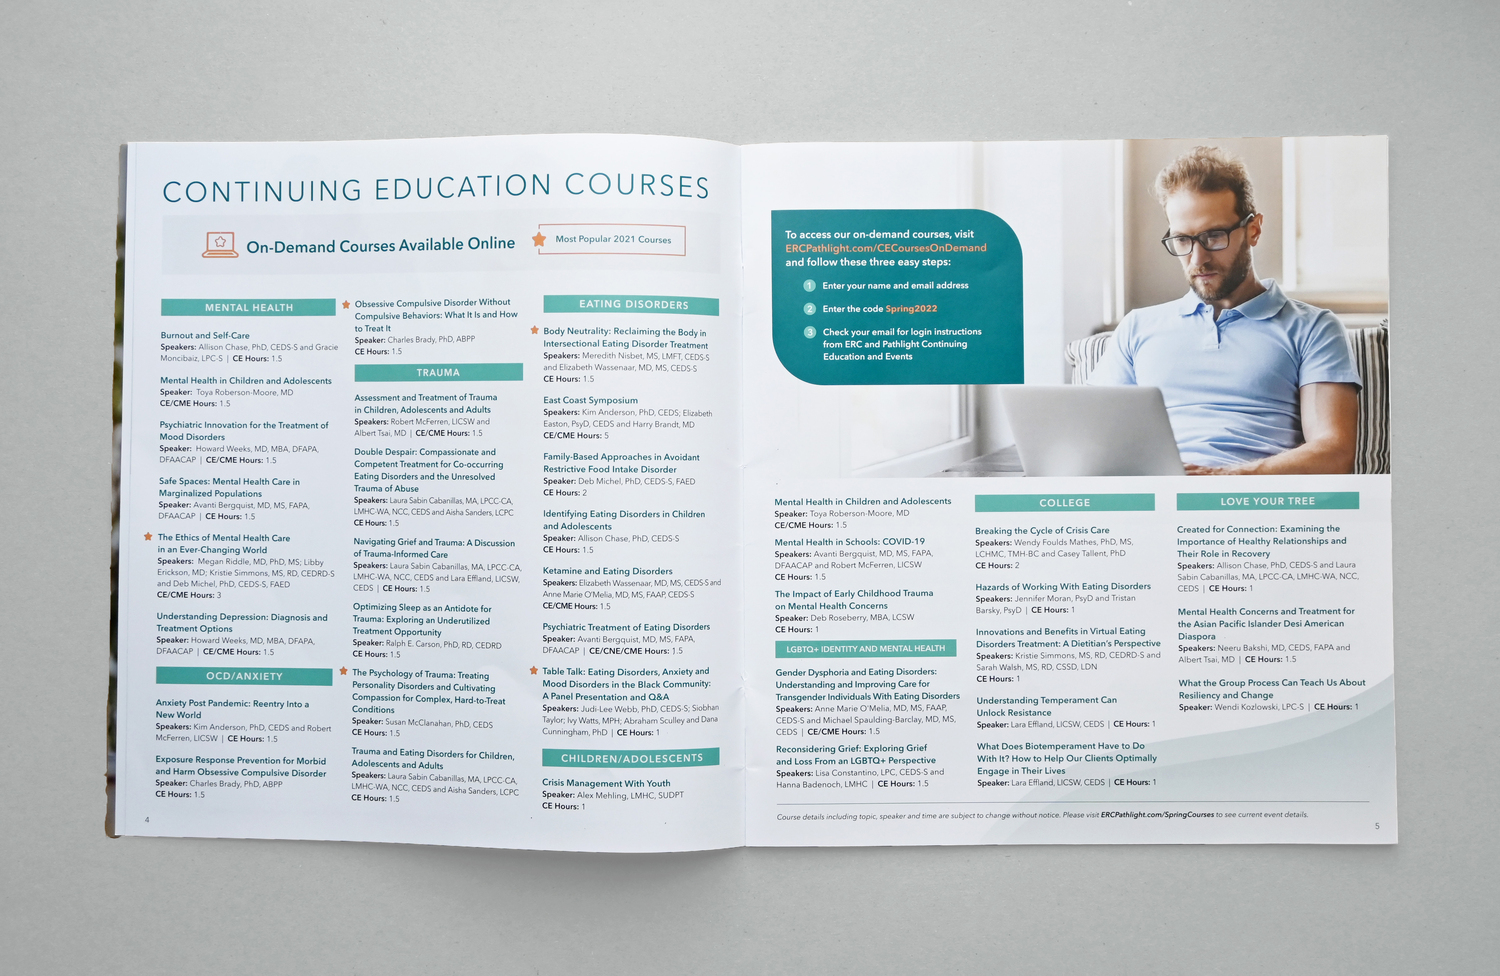 CONTINUING EDUCATION COURSES
On-Demand Courses Available Online
Most Popular 2021 Courses
MENTAL HEALTH
Burnout and Self-Care
Speakers: Allison Chase, PhD, CEDS-S and Gracie
Moncibaiz, LPC-S | CE Hours: 1.5
Mental Health in Children and Adolescents
Speaker: Toya Roberson-Moore, MD
CE/CME Hours: 1.5
Psychiatric Innovation for the Treatment of
Mood Disorders
Speaker: Howard Weeks, MD, MBA, DFAPA,
DFAACAP | CE/CME Hours: 1.5
Safe Spaces: Mental Health Care in
Marginalized Populations
Speaker: Avanti Bergquist, MD, MS, FAPA,
DFAACAP | CE/CME Hours: 1.5
The Ethics of Mental Health Care
in an Ever-Changing World
Speakers: Megan Riddle, MD, PhD, MS; Libby
Erickson, MD; Kristie Simmons, MS, RD, CEDRD-S
and Deb Michel, PhD, CEDS-S, FAED
CE/CME Hours: 3
Understanding Depression: Diagnosis and
Treatment Options
Speaker: Howard Weeks, MD, MBA, DFAPA,
DFAACAP | CE/CME Hours: 1.5
OCD/ANXIETY
Anxiety Post Pandemic: Reentry Into a
New World
Speakers: Kim Anderson, PhD, CEDS and Robert
McFerren, LICSW | CE Hours: 1.5
Exposure Response Prevention for Morbid
and Harm Obsessive Compulsive Disorder
Speaker: Charles Brady, PhD, ABPP
CE Hours: 1.5
4
Obsessive Compulsive Disorder Without
Compulsive Behaviors: What It Is and How
to Treat It
Speaker: Charles Brady, PhD, ABPP
CE Hours: 1.5
TRAUMA
Assessment and Treatment of Trauma
in Children, Adolescents and Adults
Speakers: Robert McFerren, LICSW and
Albert Tsai, MD | CE/CME Hours: 1.5
Double Despair: Compassionate and
Competent Treatment for Co-occurring
Eating Disorders and the Unresolved
Trauma of Abuse
Speakers: Laura Sabin Cabanillas, MA, LPCC-CA,
LMHC-WA, NCC, CEDS and Aisha Sanders, LCPC
CE Hours: 1.5
Navigating Grief and Trauma: A Discussion
of Trauma-Informed Care
Speakers: Laura Sabin Cabanillas, MA, LPCC-CA,
LMHC-WA, NCC, CEDS and Lara Effland, LICSW,
CEDS | CE Hours: 1.5
Optimizing Sleep as an Antidote for
Trauma: Exploring an Underutilized
Treatment Opportunity
Speaker: Ralph E. Carson, PhD, RD, CEDRD
CE Hours: 1.5
The Psychology of Trauma: Treating
Personality Disorders and Cultivating
Compassion for Complex, Hard-to-Treat
Conditions
Speaker: Susan McClanahan, PhD, CEDS
CE Hours: 1.5
Trauma and Eating Disorders for Children,
Adolescents and Adults
Speakers: Laura Sabin Cabanillas, MA, LPCC-CA,
LMHC-WA, NCC, CEDS and Aisha Sanders, LCPC
CE Hours: 1.5
EATING DISORDERS
Body Neutrality: Reclaiming the Body in
Intersectional Eating Disorder Treatment
Speakers: Meredith Nisbet, MS, LMFT, CEDS-S
and Elizabeth Wassenaar, MD, MS, CEDS-S
CE Hours: 1.5
East Coast Symposium
Speakers: Kim Anderson, PhD, CEDS; Elizabeth
Easton, PsyD, CEDS and Harry Brandt, MD
CE/CME Hours: 5
Family-Based Approaches in Avoidant
Restrictive Food Intake Disorder
Speaker: Deb Michel, PhD, CEDS-S, FAED
CE Hours: 2
Identifying Eating Disorders in Children
and Adolescents
Speaker: Allison Chase, PhD, CEDS-S
CE Hours: 1.5
Ketamine and Eating Disorders
Speakers: Elizabeth Wassenaar, MD, MS, CEDS-S and
Anne Marie O'Melia, MD, MS, FAAP, CEDS-S
CE/CME Hours: 1.5
Psychiatric Treatment of Eating Disorders
Speaker: Avanti Bergquist, MD, MS, FAPA,
DFAACAP | CE/CNE/CME Hours: 1.5
Table Talk: Eating Disorders, Anxiety and
Mood Disorders in the Black Community:
A Panel Presentation and Q&A
Speakers: Judi-Lee Webb, PhD, CEDS-S; Siobhan
Taylor; Ivy Watts, MPH; Abraham Sculley and Dana
Cunningham, PhD | CE Hours: 1
CHILDREN/ADOLESCENTS
Crisis Management With Youth
Speaker: Alex Mehling, LMHC, SUDPT
CE Hours: 1
To access our on-demand courses, visit
ERCPathlight.com/CECoursesOnDemand
and follow these three easy steps:
1 Enter your name and email address
2 Enter the code Spring2022
3 Check your email for login instructions
from ERC and Pathlight Continuing
Education and Events
Mental Health in Children and Adolescents
Speaker: Toya Roberson-Moore, MD
CE/CME Hours: 1.5
Mental Health in Schools: COVID-19
Speakers: Avanti Bergquist, MD, MS, FAPA,
DFAACAP and Robert McFerren, LICSW
CE Hours: 1.5
The Impact of Early Childhood Trauma
on Mental Health Concerns
Speaker: Deb Roseberry, MBA, LCSW
CE Hours: 1
LGBTQ+ IDENTITY AND MENTAL HEALTH
Gender Dysphoria and Eating Disorders:
Understanding and Improving Care for
Transgender Individuals With Eating Disorders
Speakers: Anne Marie O'Melia, MD, MS, FAAP,
CEDS-S and Michael Spaulding-Barclay, MD, MS,
CEDS | CE/CME Hours: 1.5
Reconsidering Grief: Exploring Grief
and Loss From an LGBTQ+ Perspective
Speakers: Lisa Constantino, LPC, CEDS-S and
Hanna Badenoch, LMHC | CE Hours: 1.5
COLLEGE
Breaking the Cycle of Crisis Care
Speakers: Wendy Foulds Mathes, PhD, MS,
LCHMC, TMH-BC and Casey Tallent, PhD
CE Hours: 2
Hazards of Working With Eating Disorders
Speakers: Jennifer Moran, PsyD and Tristan
Barsky, PsyD | CE Hours: 1
Innovations and Benefits in Virtual Eating
Disorders Treatment: A Dietitian's Perspective
Speakers: Kristie Simmons, MS, RD, CEDRD-S and
Sarah Walsh, MS, RD, CSSD, LDN
CE Hours: 1
Understanding Temperament Can
Unlock Resistance
Speaker: Lara Effland, LICSW, CEDS | CE Hours: 1
What Does Biotemperament Have to Do
With It? How to Help Our Clients Optimally
Engage in Their Lives
Speaker: Lara Effland, LICSW, CEDS | CE Hours: 1
LOVE YOUR TREE
Created for Connection: Examining the
Importance of Healthy Relationships and
Their Role in Recovery
Speakers: Allison Chase, PhD, CEDS-S and Laura
Sabin Cabanillas, MA, LPCC-CA, LMHC-WA, NCC,
CEDS | CE Hours: 1
Mental Health Concerns and Treatment for
the Asian Pacific Islander Desi American
Diaspora
Speakers: Neeru Bakshi, MD, CEDS, FAPA and
Albert Tsai, MD | CE Hours: 1.5
What the Group Process Can Teach Us About
Resiliency and Change
Speaker: Wendi Kozlowski, LPC-S | CE Hours: 1
Course details including topic, speaker and time are subject to change without notice. Please visit ERCPathlight.com/SpringCourses to see current event details.
5